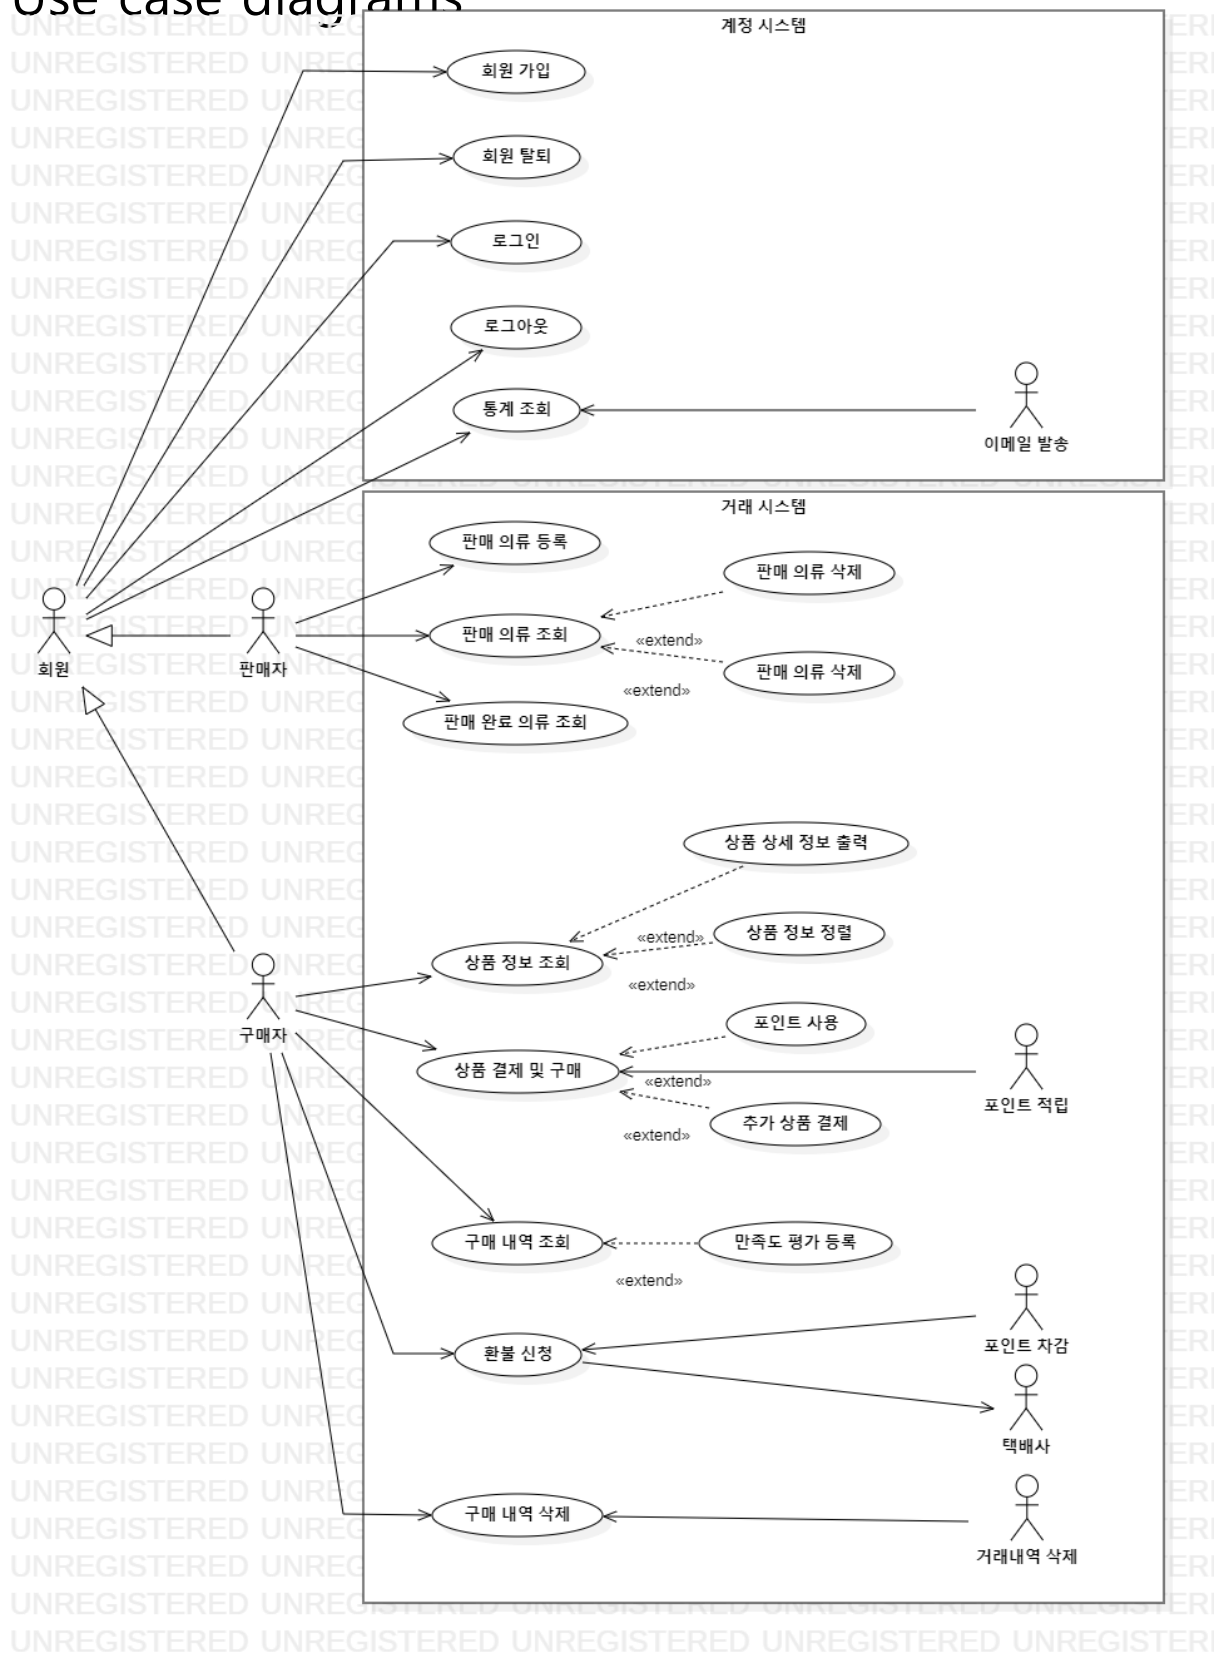 Use case diagrams
계정 시스템
회원 가입
회원 탈퇴
로그인
로그아웃
통계 조회
이메일 발송
거래 시스템
판매 의류 등록
판매 의류 삭제
판매 의류 조회
«extend»
판매 의류 삭제
«extend»
판매 완료 의류 조회
회원
판매자
상품 상세 정보 출력
상품 정보 정렬
«extend»
상품 정보 조회
«extend»
구매자
포인트 사용
상품 결제 및 구매
«extend»
포인트 적립
추가 상품 결제
«extend»
구매 내역 조회
만족도 평가 등록
«extend»
포인트 차감
환불 신청
택배사
구매 내역 삭제
거래내역 삭제
UNREGISTERED UNREGISTERED UNREGISTERED UNREGISTERED UNREGISTERED